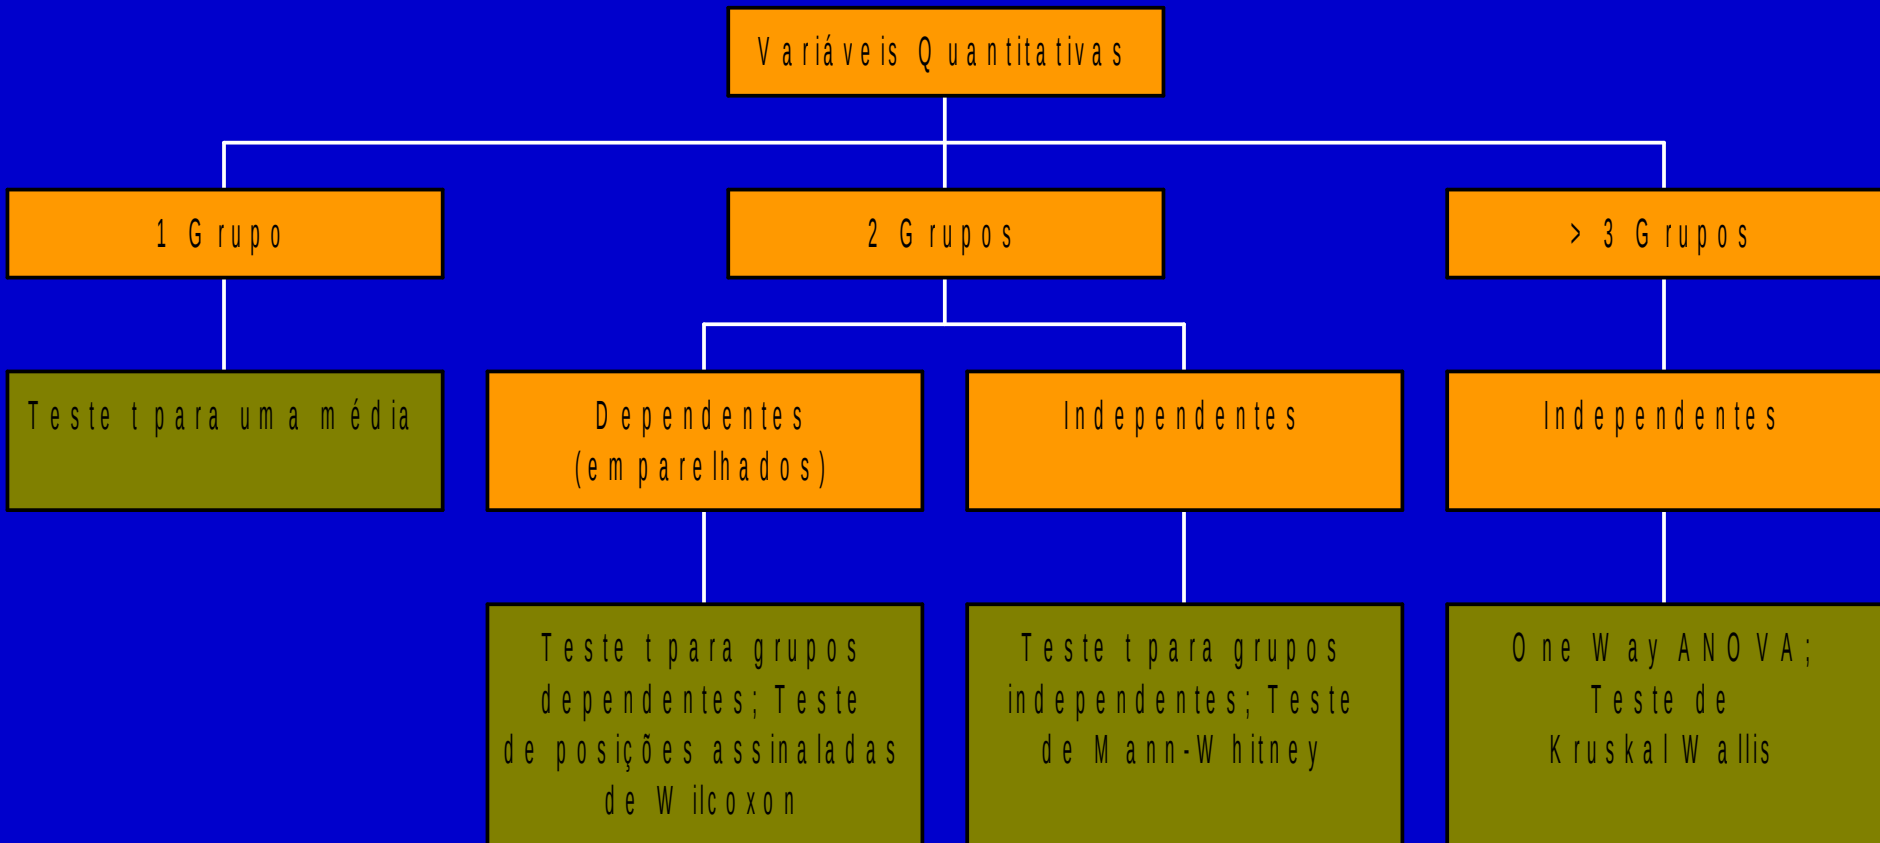 Variáveis Quantitativas
1 Grupo
2 Grupos
> 3 Grupos
Teste t para uma média
Dependentes
(emparelhados)
Independentes
Independentes
Teste t para grupos
dependentes; Teste
de posições assinaladas
de Wilcoxon
Teste t para grupos
independentes; Teste
de Mann-Whitney
One Way ANOVA;
Teste de
Kruskal Wallis